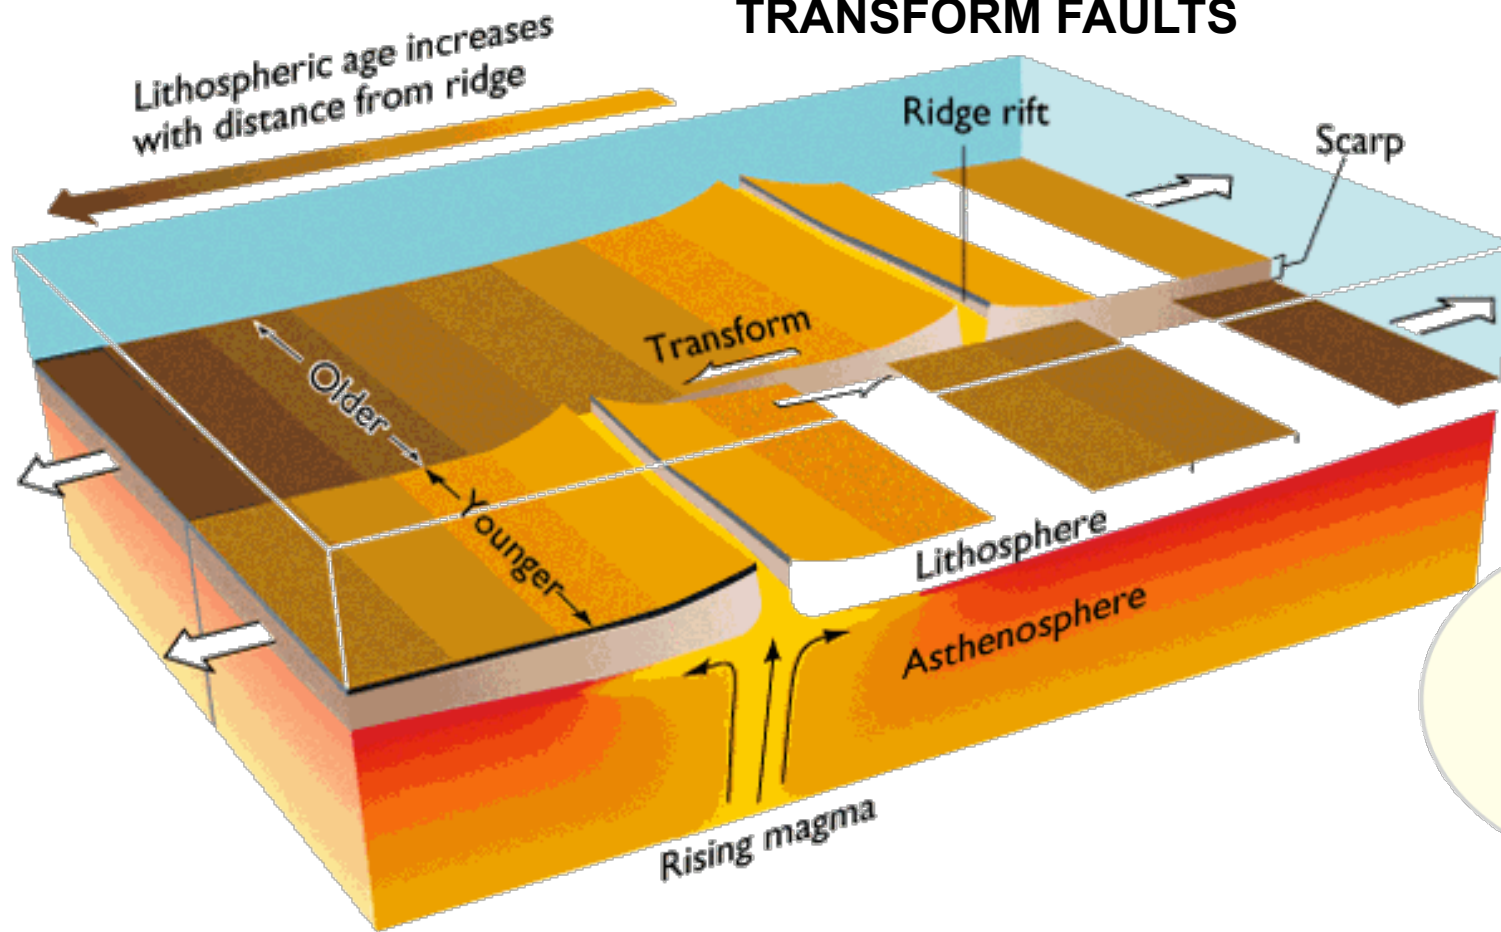 TRANSFORM FAULTS
Lithospheric age increases
with distance from ridge
Ridge rift
Scarp
Transform
Older
Younger
Lithosphere
Asthenosphere
Rising magma